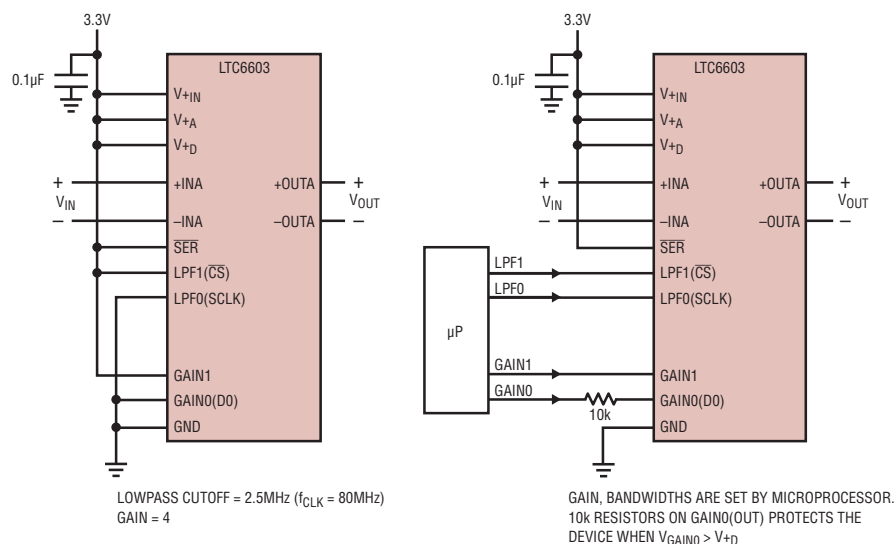 3.3V
0.1µF
LTC6603
V+IN
V+A
V+D
+
VIN
–
+INA
–INA
+OUTA
–OUTA
+
VOUT
–
SER
LPF1(CS)
LPF0(SCLK)
GAIN1
GAIN0(D0)
GND
LOWPASS CUTOFF = 2.5MHz (fCLK = 80MHz)
GAIN = 4
3.3V
0.1µF
LTC6603
V+IN
V+A
V+D
+
VIN
–
+INA
–INA
+OUTA
–OUTA
+
VOUT
–
SER
µP
LPF1
LPF0
GAIN1
GAIN0
10k
LPF1(CS)
LPF0(SCLK)
GAIN1
GAIN0(D0)
GND
GAIN, BANDWIDTHS ARE SET BY MICROPROCESSOR.
10k RESISTORS ON GAIN0(OUT) PROTECTS THE
DEVICE WHEN VGAIN0 > V+D